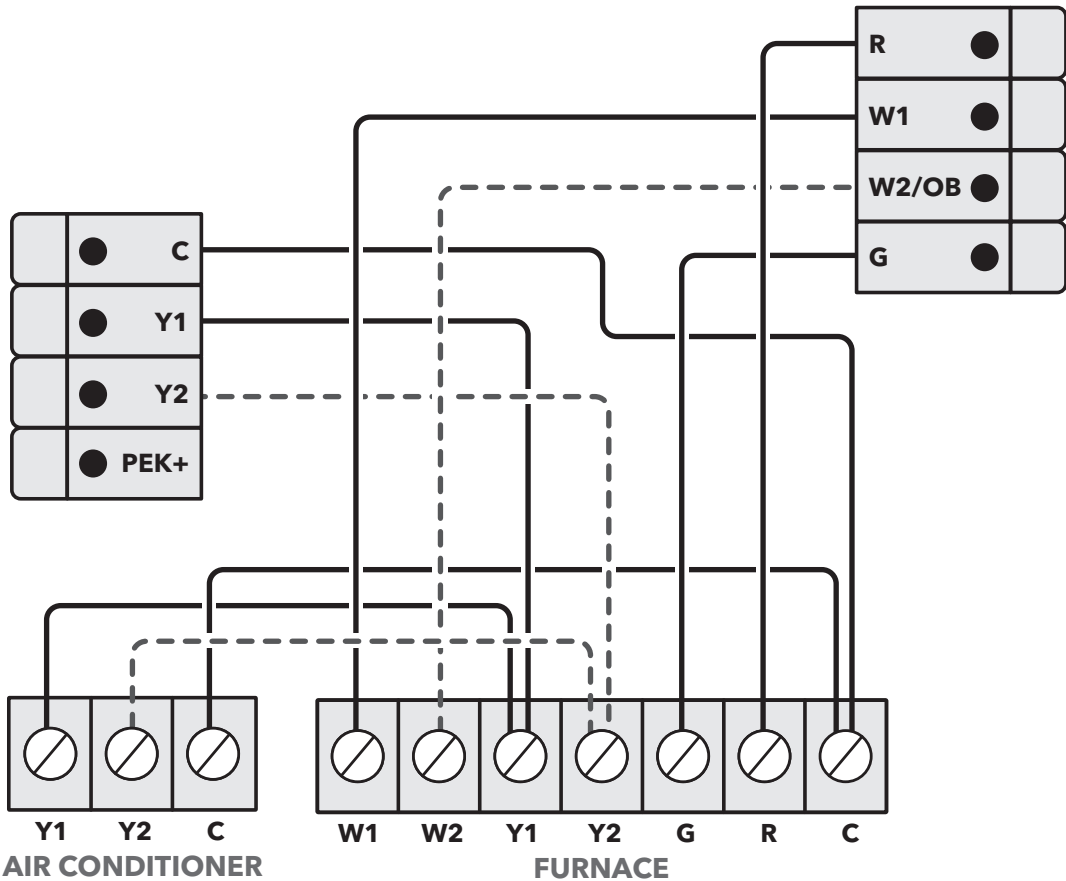 R
W1
W2/OB
G
C
Y1
Y2
PEK+
Y1 Y2 C
AIR CONDITIONER
W1 W2 Y1 Y2 G R C
FURNACE